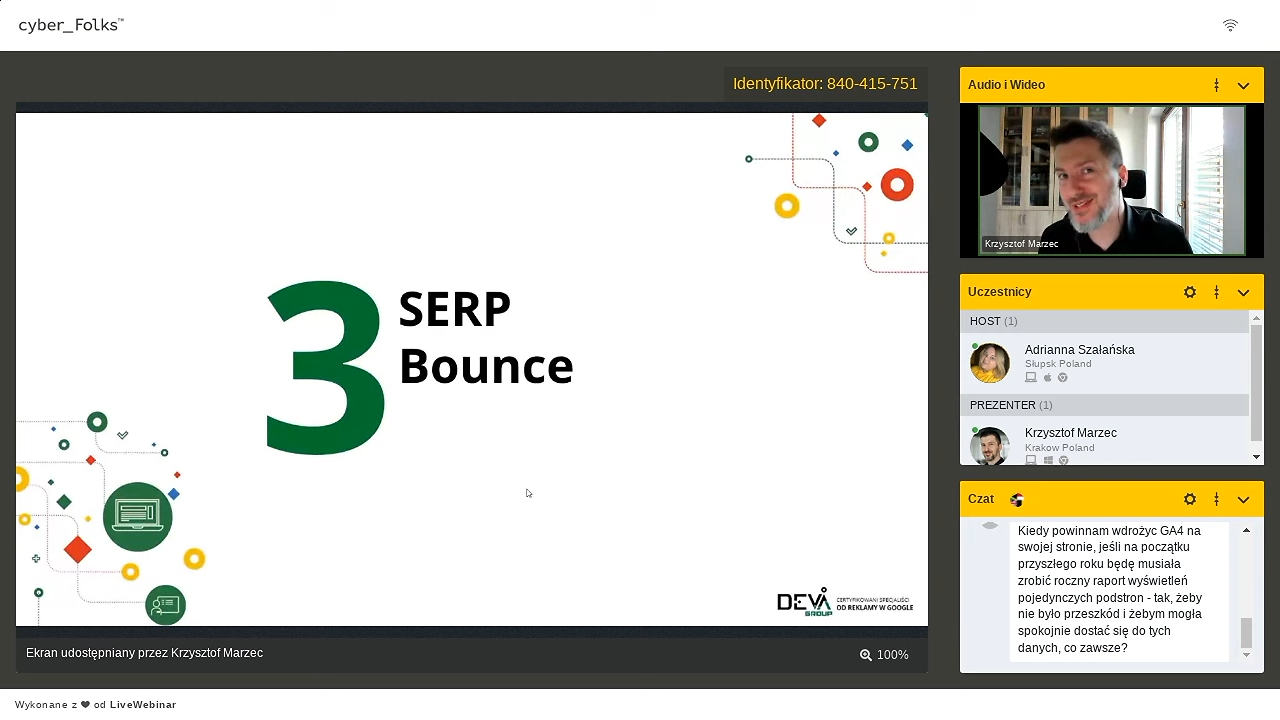 cyber_Folks™
Identyfikator: 840-415-751
3
SERP
Bounce
DEVA
GROUP
CERTYFIKOWANI SPECJALIŚCI
OD REKLAMY W GOOGLE
Ekran udostępniany przez Krzysztof Marzec
100%
Audio i Wideo
Krzysztof Marzec
Uczestnicy
HOST (1)
Adrianna Szałańska
Słupsk Poland
PREZENTER (1)
Krzysztof Marzec
Krakow Poland
Czat
Kiedy powinnam wdrożyc GA4 na
swojej stronie, jeśli na początku
przyszłego roku będę musiała
zrobić roczny raport wyświetleń
pojedynczych podstron - tak, żeby
nie było przeszkód i żebym mogła
spokojnie dostać się do tych
danych, co zawsze?
Wykonane z ❤ od LiveWebinar